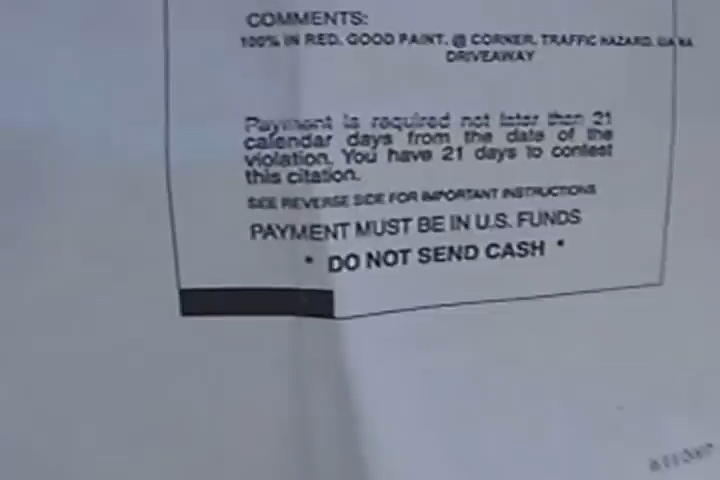 COMMENTS:
100% IN RED. GOOD PAINT. @ CORNER. TRAFFIC HAZARD.
DRIVEAWAY
Payment is required not later than 21
calendar days from the date of the
violation. You have 21 days to contest
this citation.
SEE REVERSE SIDE FOR IMPORTANT INSTRUCTIONS
PAYMENT MUST BE IN U.S. FUNDS
* DO NOT SEND CASH *